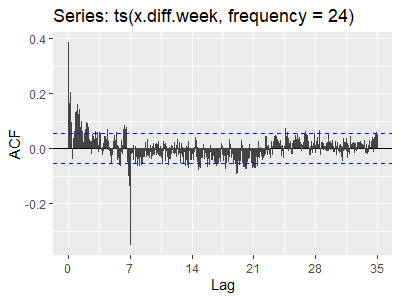 Series: ts(x.diff.week, frequency = 24)
0.4
0.2
0.0
-0.2
ACF
0 7 14 21 28 35
Lag